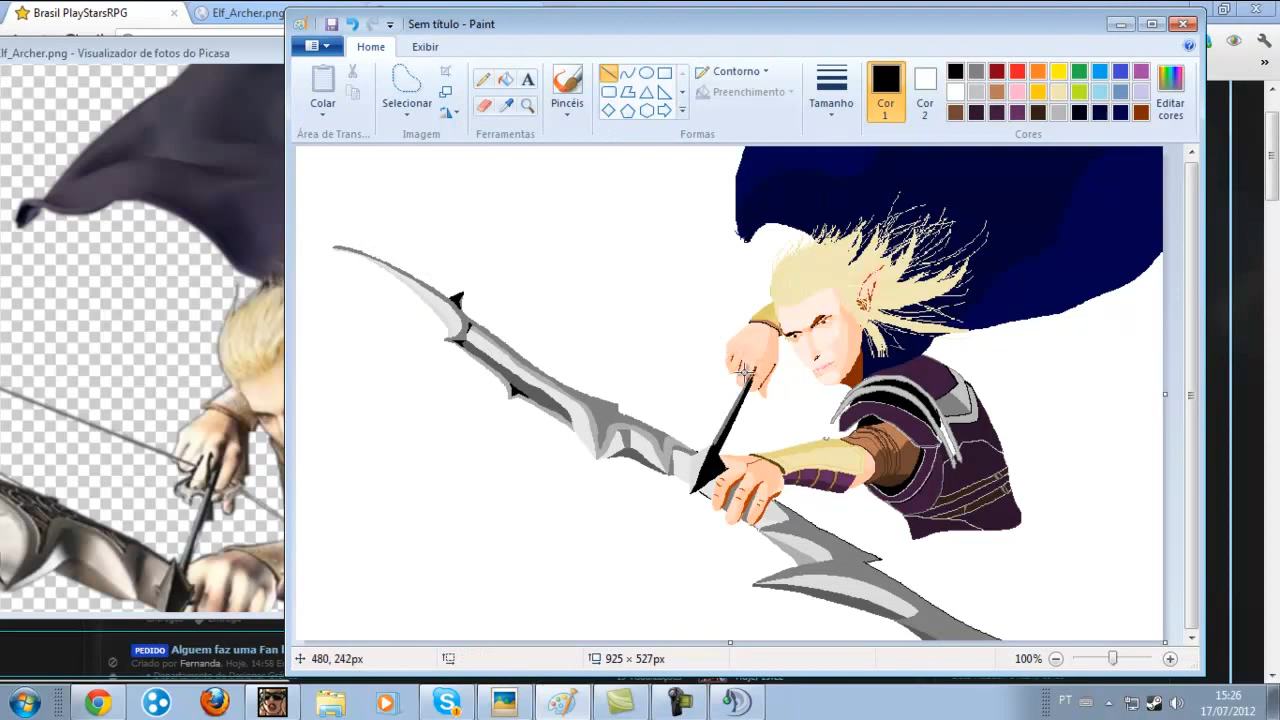 Brasil PlayStarsRPG
Elf_Archer.png
Elf_Archer.png - Visualizador de fotos do Picasa
Sem título - Paint
Home
Exibir
Colar
Selecionar
Pincéis
Contorno
Preenchimento
Tamanho
Cor 1
Cor 2
Editar cores
Área de Trans...
Imagem
Ferramentas
Formas
Cores
PEDIDO Alguem faz uma Fan
Criado por Fernanda, Hoje, 14:58
480, 242px
925 × 527px
100%
PT
15:26
17/07/2012